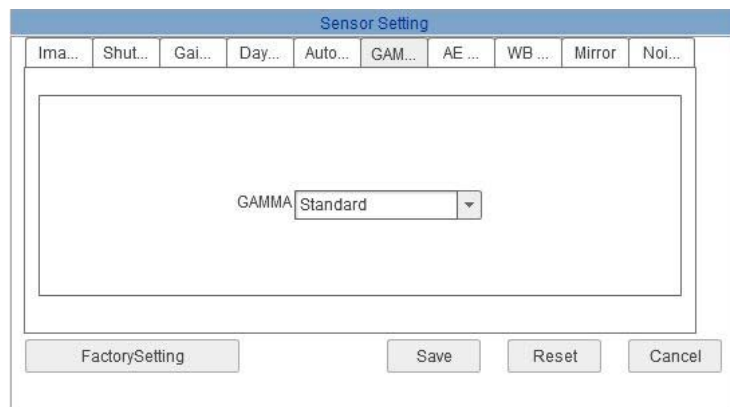 Sensor Setting
Ima... Shut... Gai... Day... Auto... GAM... AE ... WB ... Mirror Noi...
GAMMA Standard
FactorySetting Save Reset Cancel